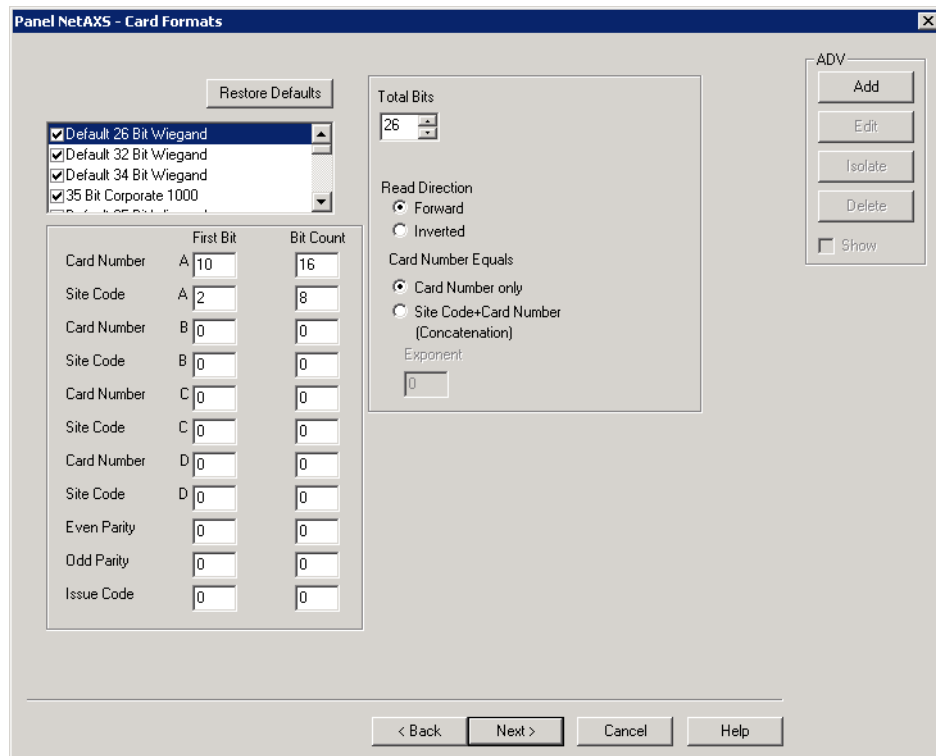 Panel NetAXS - Card Formats
Restore Defaults
Default 26 Bit Wiegand
Default 32 Bit Wiegand
Default 34 Bit Wiegand
35 Bit Corporate 1000
First Bit Bit Count
Card Number A 10 16
Site Code A 2 8
Card Number B 0 0
Site Code B 0 0
Card Number C 0 0
Site Code C 0 0
Card Number D 0 0
Site Code D 0 0
Even Parity 0 0
Odd Parity 0 0
Issue Code 0 0
Total Bits
26
Read Direction
Forward
Inverted
Card Number Equals
Card Number only
Site Code+Card Number
(Concatenation)
Exponent
0
ADV
Add
Edit
Isolate
Delete
Show
< Back Next > Cancel Help